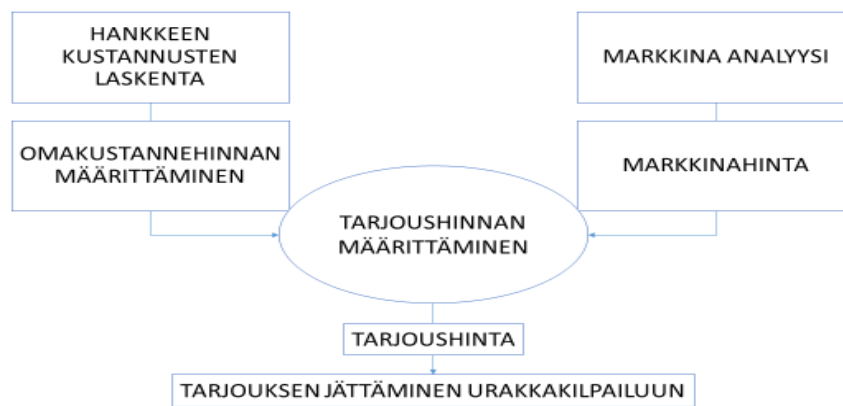 HANKKEEN
KUSTANNUSTEN
LASKENTA
OMAKUSTANNEHINNAN
MÄÄRITTÄMINEN
MARKKINA ANALYYSI
MARKKINAHINTA
TARJOUSHINNAN
MÄÄRITTÄMINEN
TARJOUSHINTA
TARJOUKSEN JÄTTÄMINEN URAKKAKILPAILUUN